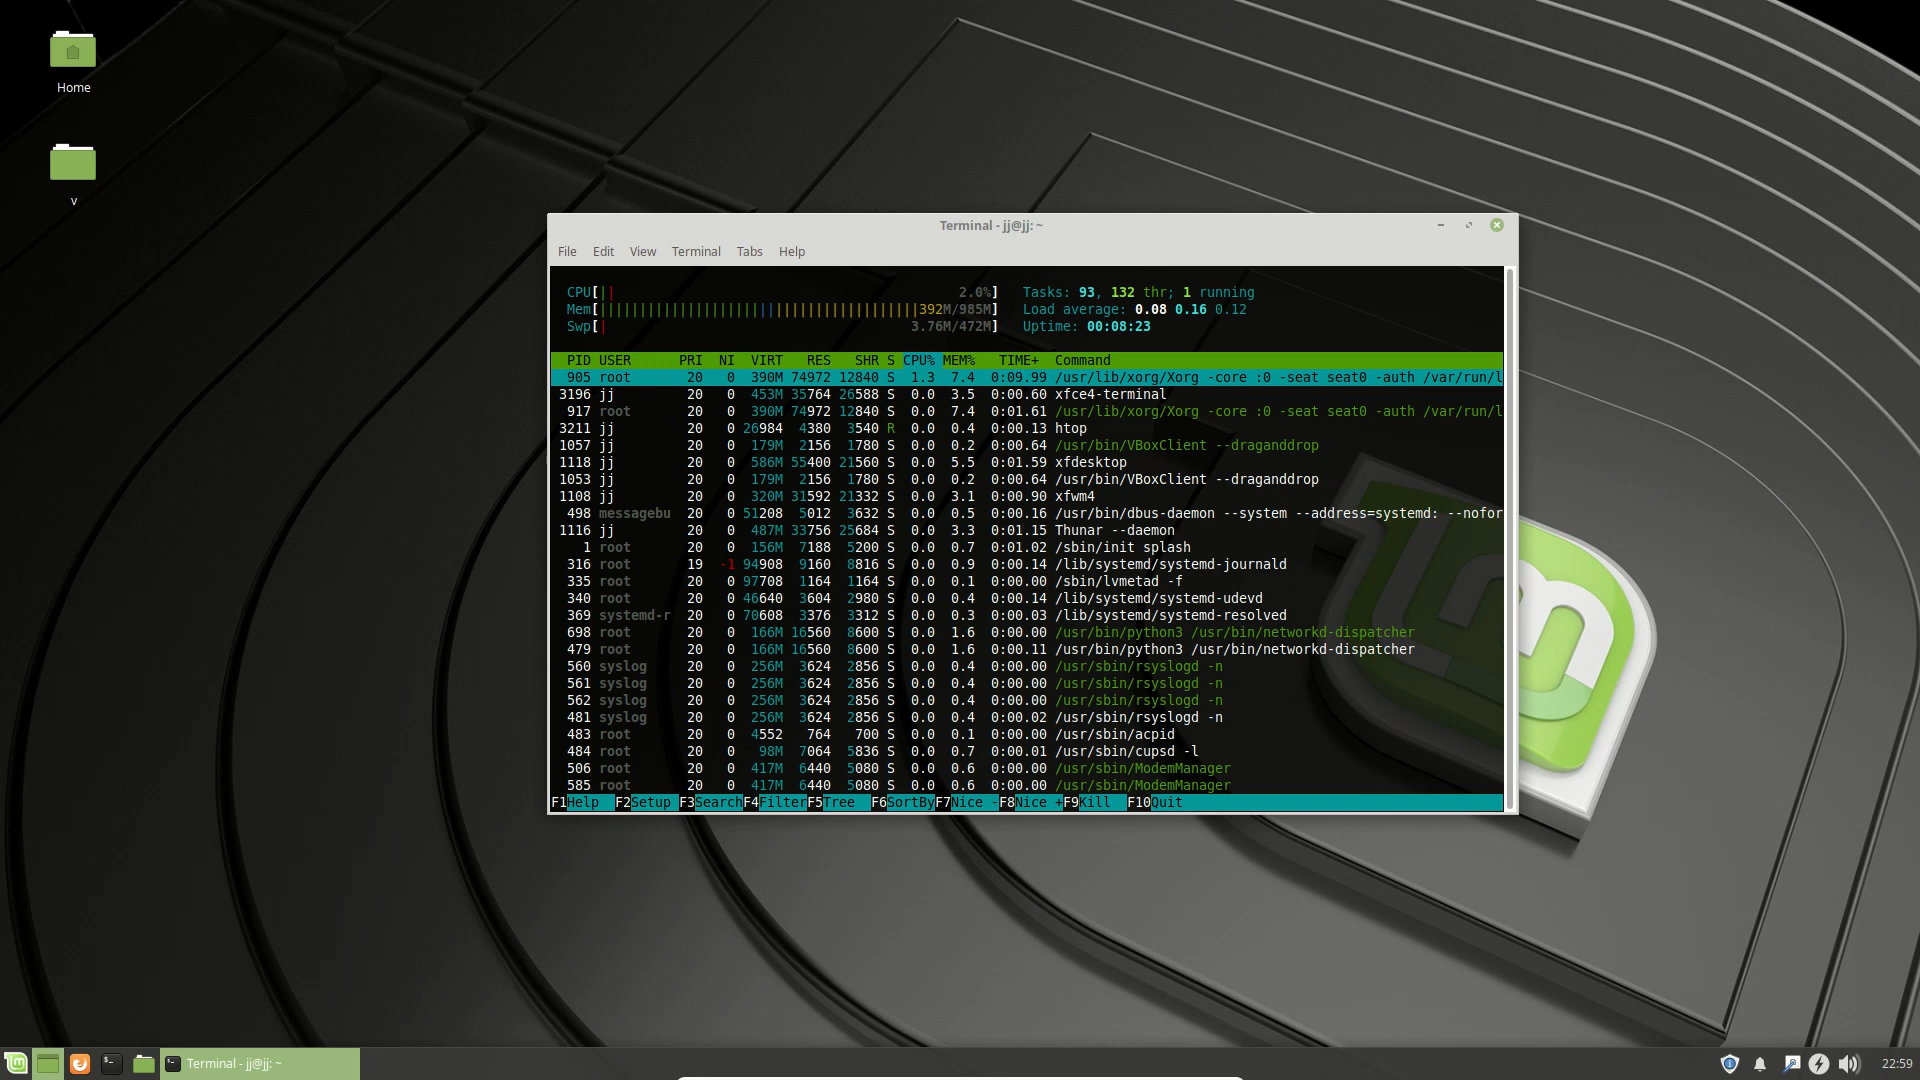 Home
v
Terminal - jj@jj: ~
File Edit View Terminal Tabs Help
CPU[|| 2.0%] Tasks: 93, 132 thr; 1 running
Mem[||||||||||||||||||||||||||||||||||||||||392M/985M] Load average: 0.08 0.16 0.12
Swp[| 3.76M/472M] Uptime: 00:08:23
PID USER PRI NI VIRT RES SHR S CPU% MEM% TIME+ Command
905 root 20 0 390M 74972 12840 S 1.3 7.4 0:09.99 /usr/lib/xorg/Xorg -core :0 -seat seat0 -auth /var/run/l
3196 jj 20 0 453M 35764 26588 S 0.0 3.5 0:00.60 xfce4-terminal
917 root 20 0 390M 74972 12840 S 0.0 7.4 0:01.61 /usr/lib/xorg/Xorg -core :0 -seat seat0 -auth /var/run/l
3211 jj 20 0 26984 4380 3540 R 0.0 0.4 0:00.13 htop
1057 jj 20 0 179M 2156 1780 S 0.0 0.2 0:00.64 /usr/bin/VBoxClient --draganddrop
1118 jj 20 0 586M 55400 21560 S 0.0 5.5 0:01.59 xfdesktop
1053 jj 20 0 179M 2156 1780 S 0.0 0.2 0:00.64 /usr/bin/VBoxClient --draganddrop
1108 jj 20 0 320M 31592 21332 S 0.0 3.1 0:00.90 xfwm4
498 messagebu 20 0 51208 5012 3632 S 0.0 0.5 0:00.16 /usr/bin/dbus-daemon --system --address=systemd: --nofor
1116 jj 20 0 487M 33756 25684 S 0.0 3.3 0:01.15 Thunar --daemon
1 root 20 0 156M 7188 5200 S 0.0 0.7 0:01.02 /sbin/init splash
316 root 19 -1 94908 9160 8816 S 0.0 0.9 0:00.14 /lib/systemd/systemd-journald
335 root 20 0 97708 1164 1164 S 0.0 0.1 0:00.00 /sbin/lvmetad -f
340 root 20 0 46640 3604 2980 S 0.0 0.4 0:00.14 /lib/systemd/systemd-udevd
369 systemd-r 20 0 70608 3376 3312 S 0.0 0.3 0:00.03 /lib/systemd/systemd-resolved
698 root 20 0 166M 16560 8600 S 0.0 1.6 0:00.00 /usr/bin/python3 /usr/bin/networkd-dispatcher
479 root 20 0 166M 16560 8600 S 0.0 1.6 0:00.11 /usr/bin/python3 /usr/bin/networkd-dispatcher
560 syslog 20 0 256M 3624 2856 S 0.0 0.4 0:00.00 /usr/sbin/rsyslogd -n
561 syslog 20 0 256M 3624 2856 S 0.0 0.4 0:00.00 /usr/sbin/rsyslogd -n
562 syslog 20 0 256M 3624 2856 S 0.0 0.4 0:00.00 /usr/sbin/rsyslogd -n
481 syslog 20 0 256M 3624 2856 S 0.0 0.4 0:00.02 /usr/sbin/rsyslogd -n
483 root 20 0 4552 764 700 S 0.0 0.1 0:00.00 /usr/sbin/acpid
484 root 20 0 98M 7064 5836 S 0.0 0.7 0:00.01 /usr/sbin/cupsd -l
506 root 20 0 417M 6440 5080 S 0.0 0.6 0:00.00 /usr/sbin/ModemManager
585 root 20 0 417M 6440 5080 S 0.0 0.6 0:00.00 /usr/sbin/ModemManager
F1Help F2Setup F3SearchF4FilterF5Tree F6SortByF7Nice -F8Nice +F9Kill F10Quit
Terminal - jj@jj: ~
22:59